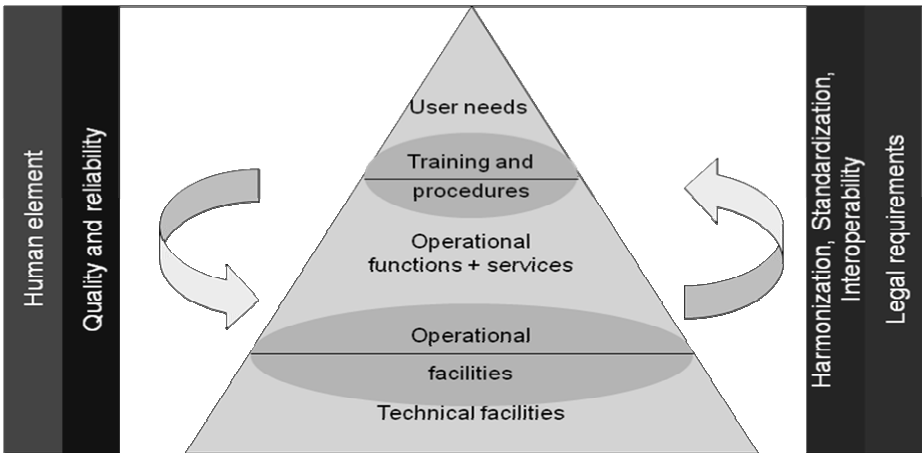 Human element
Quality and reliability
User needs
Training and
procedures
Operational
functions + services
Operational
facilities
Technical facilities
Harmonization, Standardization,
Interoperability
Legal requirements